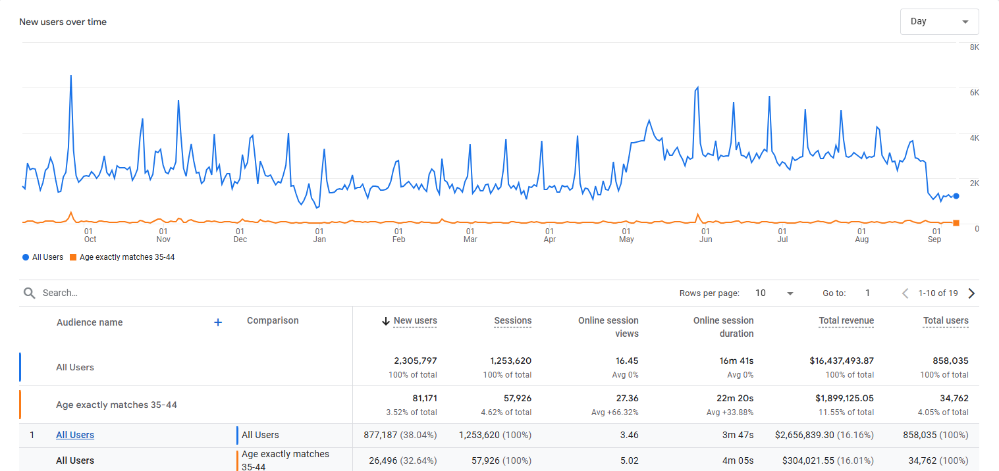 New users over time
Day
8K
6K
4K
2K
0
01 01 01 01 01 01 01 01 01 01 01 01
Oct Nov Dec Jan Feb Mar Apr May Jun Jul Aug Sep
All Users Age exactly matches 35-44
Search... Rows per page: 10 Go to: 1 1-10 of 19
Audience name + Comparison New users Sessions Online session views Online session duration Total revenue Total users
All Users 2,305,797 1,253,620 16.45 16m 41s $16,437,493.87 858,035
100% of total 100% of total Avg 0% Avg 0% 100% of total 100% of total
Age exactly matches 35-44 81,171 57,926 27.36 22m 20s $1,899,125.05 34,762
3.52% of total 4.62% of total Avg +66.32% Avg +33.88% 11.55% of total 4.05% of total
1 All Users All Users 877,187 (38.04%) 1,253,620 (100%) 3.46 3m 47s $2,656,839.30 (16.16%) 858,035 (100%)
All Users Age exactly matches 35-44 26,496 (32.64%) 57,926 (100%) 5.02 4m 05s $304,021.55 (16.01%) 34,762 (100%)